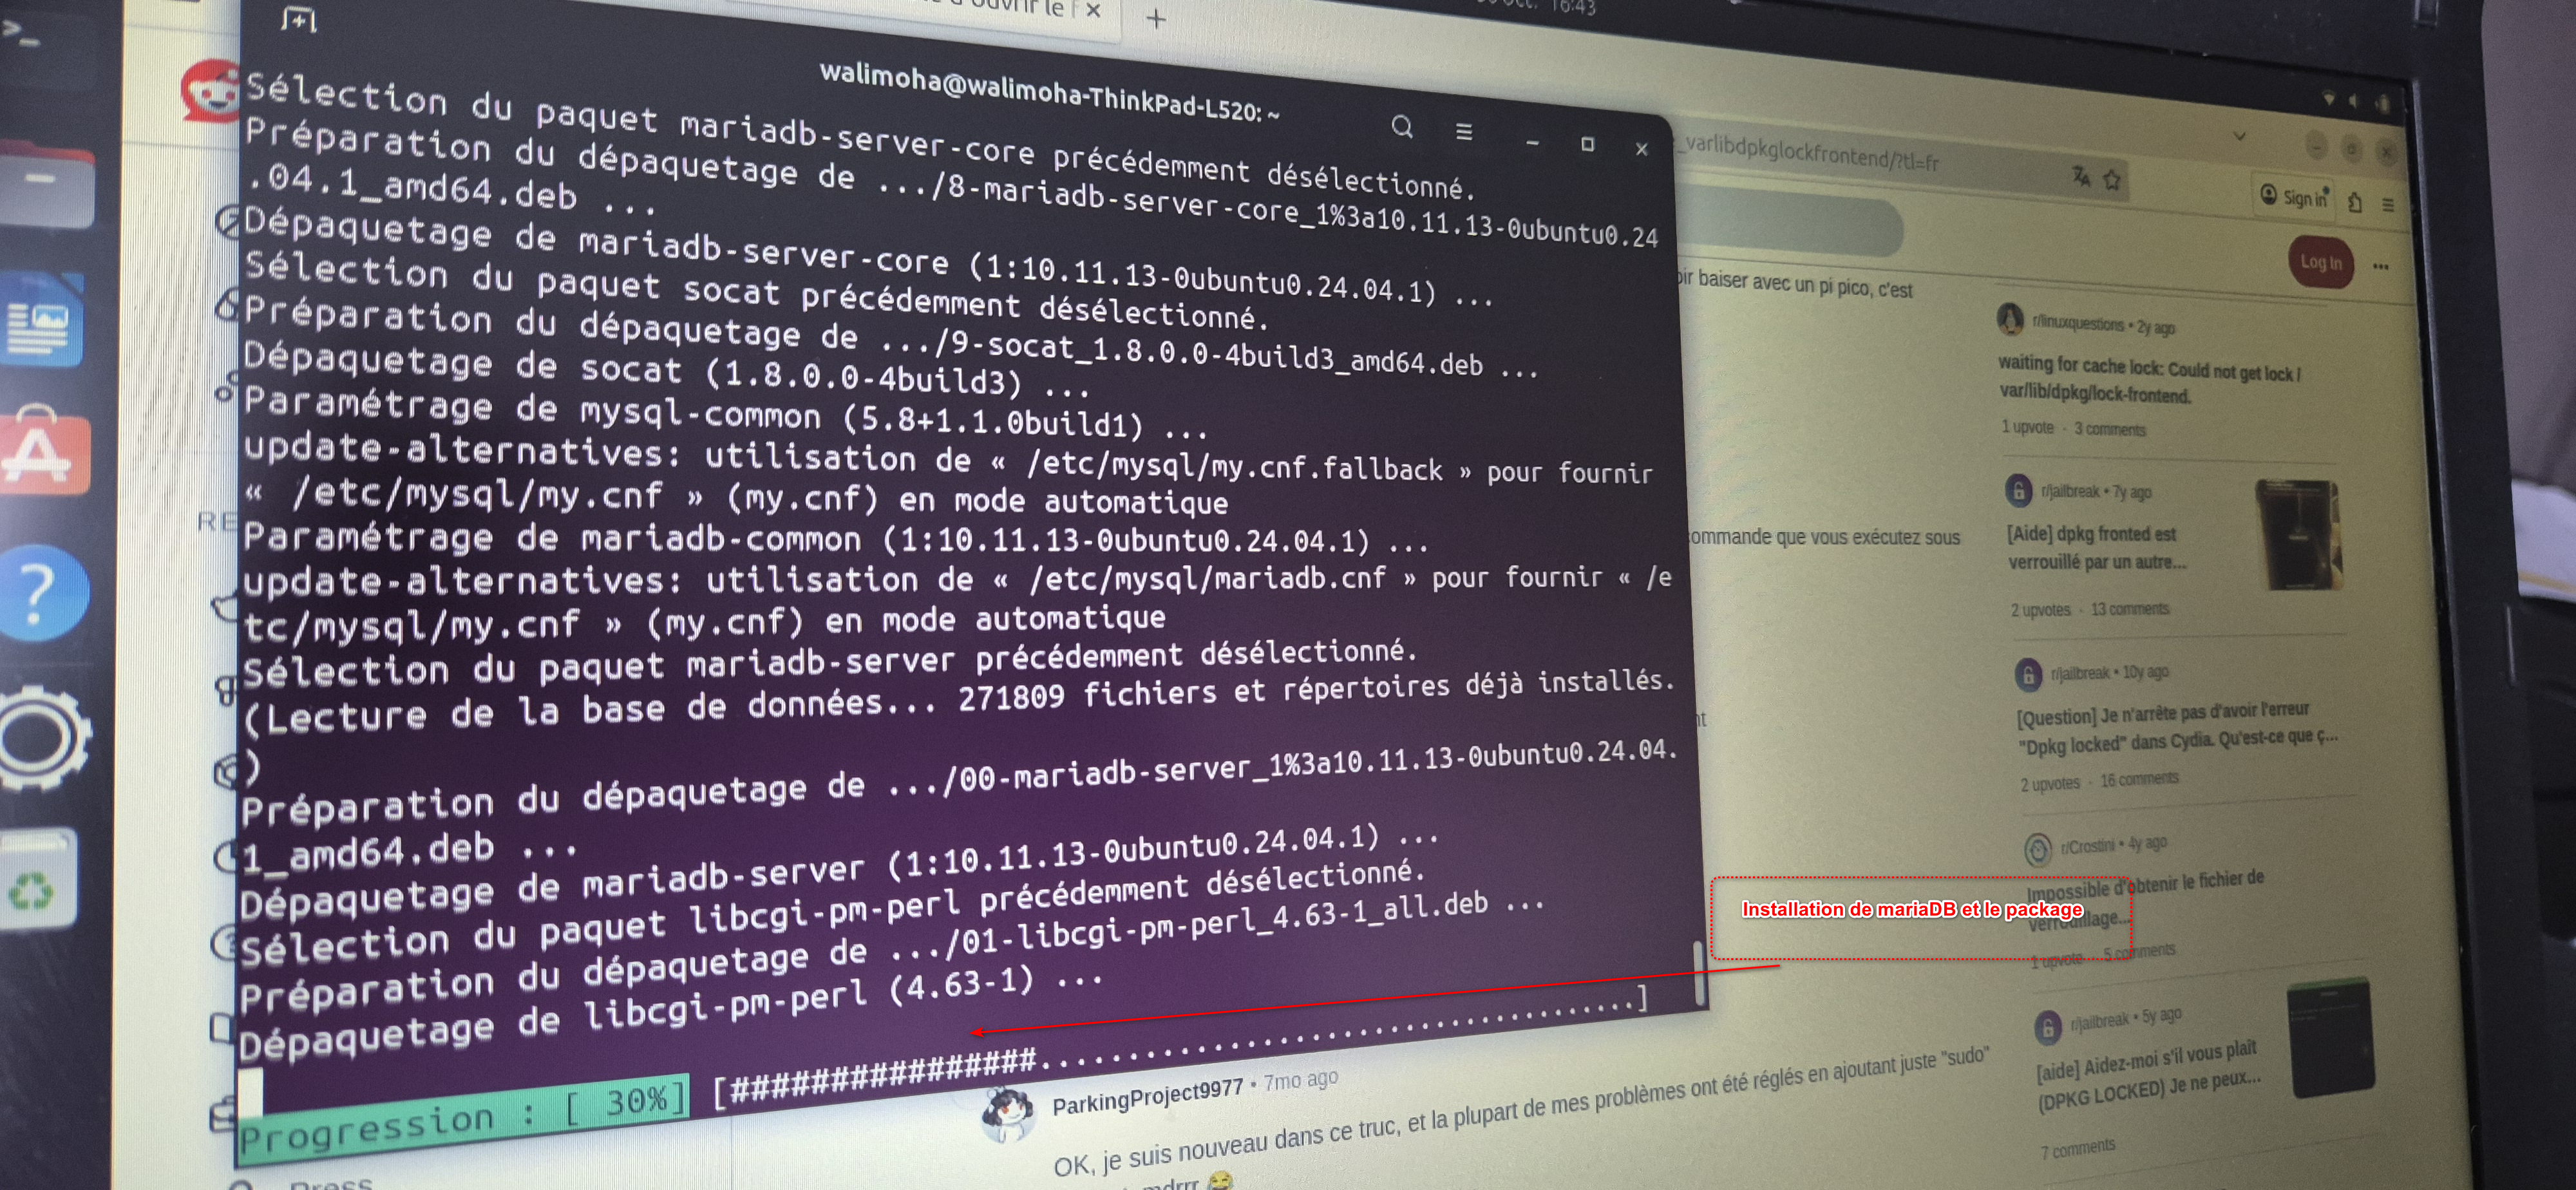 16:43
walimoha@walimoha-ThinkPad-L520: ~
Sélection du paquet mariadb-server-core précédemment désélectionné.
Préparation du dépaquetage de .../8-mariadb-server-core_1%3a10.11.13-0ubuntu0.24
.04.1_amd64.deb ...
Dépaquetage de mariadb-server-core (1:10.11.13-0ubuntu0.24.04.1) ...
Sélection du paquet socat précédemment désélectionné.
Préparation du dépaquetage de .../9-socat_1.8.0.0-4build3_amd64.deb ...
Dépaquetage de socat (1.8.0.0-4build3) ...
Paramétrage de mysql-common (5.8+1.1.0build1) ...
update-alternatives: utilisation de « /etc/mysql/my.cnf.fallback » pour fournir
« /etc/mysql/my.cnf » (my.cnf) en mode automatique
Paramétrage de mariadb-common (1:10.11.13-0ubuntu0.24.04.1) ...
update-alternatives: utilisation de « /etc/mysql/mariadb.cnf » pour fournir « /e
tc/mysql/my.cnf » (my.cnf) en mode automatique
Sélection du paquet mariadb-server précédemment désélectionné.
(Lecture de la base de données... 271809 fichiers et répertoires déjà installés.
)
Préparation du dépaquetage de .../00-mariadb-server_1%3a10.11.13-0ubuntu0.24.04.
1_amd64.deb ...
Dépaquetage de mariadb-server (1:10.11.13-0ubuntu0.24.04.1) ...
Sélection du paquet libcgi-pm-perl précédemment désélectionné.
Préparation du dépaquetage de .../01-libcgi-pm-perl_4.63-1_all.deb ...
Dépaquetage de libcgi-pm-perl (4.63-1) ...
Progression : [ 30%] [################......................................]
_varlibdpkglockfrontend/?tl=fr
Sign in
Log In
baiser avec un pi pico, c'est
ommande que vous exécutez sous
r/linuxquestions • 2y ago
waiting for cache lock: Could not get lock /
var/lib/dpkg/lock-frontend.
1 upvote · 3 comments
r/jailbreak • 7y ago
[Aide] dpkg fronted est
verrouillé par un autre...
2 upvotes · 13 comments
r/jailbreak • 10y ago
[Question] Je n'arrête pas d'avoir l'erreur
"Dpkg locked" dans Cydia. Qu'est-ce que ç...
2 upvotes · 16 comments
r/Crostini • 4y ago
Impossible d'obtenir le fichier de
verrouillage...
1 upvote · 5 comments
r/jailbreak • 5y ago
[aide] Aidez-moi s'il vous plaît
(DPKG LOCKED) Je ne peux...
7 comments
Installation de mariaDB et le package
ParkingProject9977 • 7mo ago
OK, je suis nouveau dans ce truc, et la plupart de mes problèmes ont été réglés en ajoutant juste "sudo"
mdrrr 😂